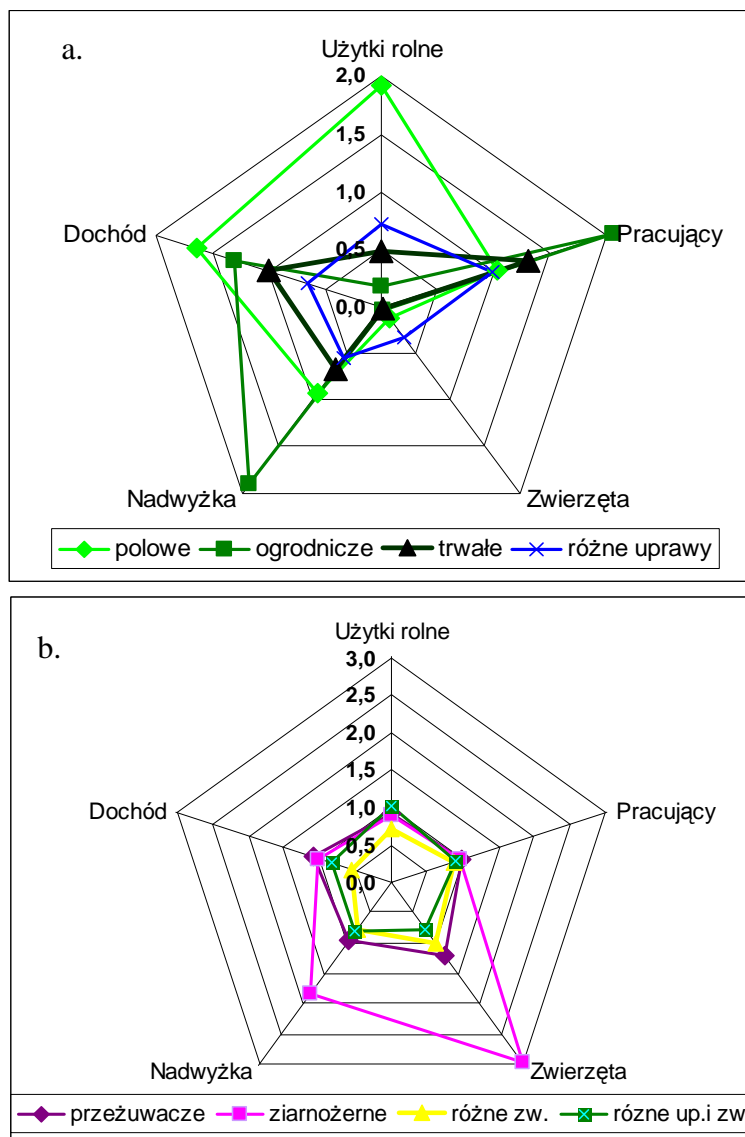 a.
Użytki rolne
2,0
1,5
1,0
0,5
0,0
Dochód
Pracujący
Nadwyżka
Zwierzęta
polowe ogrodnicze trwałe różne uprawy
b.
Użytki rolne
3,0
2,5
2,0
1,5
1,0
0,5
0,0
Dochód
Pracujący
Nadwyżka
Zwierzęta
przeżuwacze ziarnożerne różne zw. rózne up.i zw